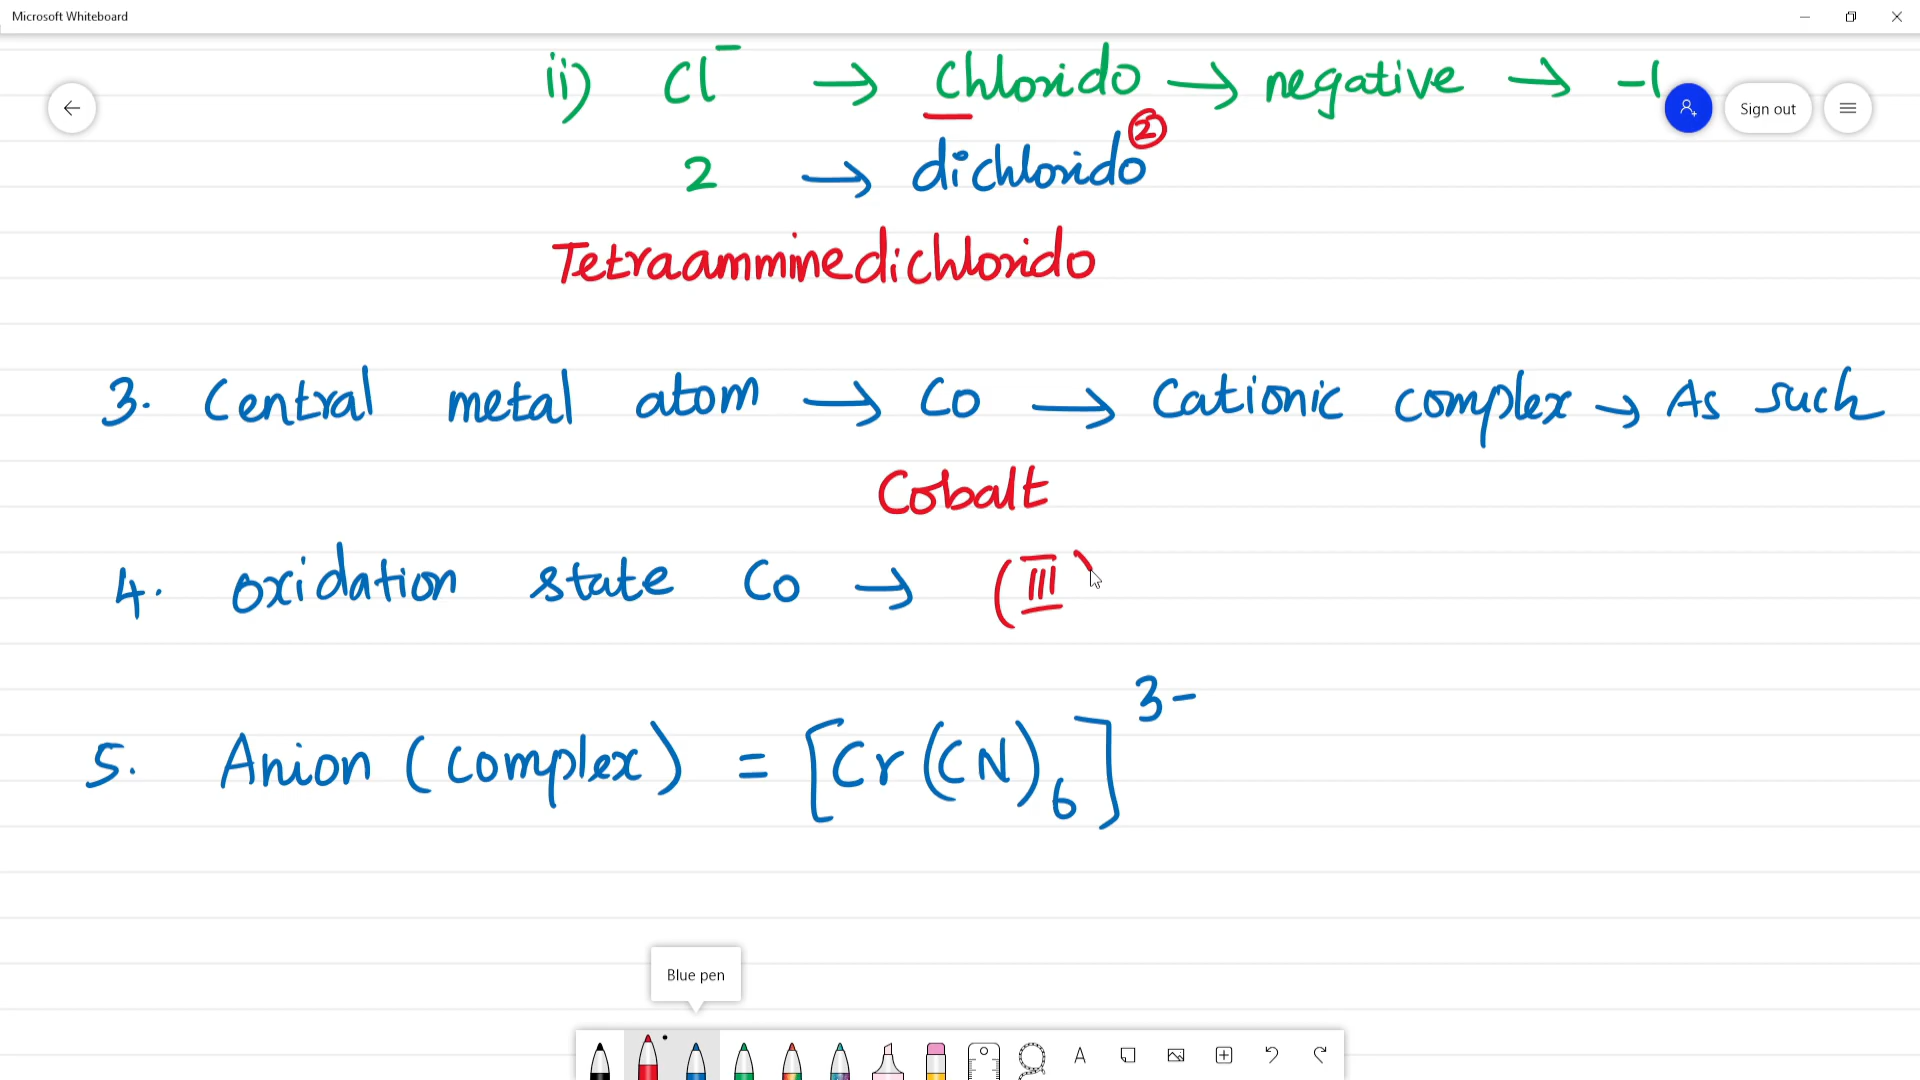 Microsoft Whiteboard
ii) Cl⁻ → Chlorido → negative → -1
Sign out
2 → dichlorido ②
Tetraamminedichlorido
3. Central metal atom → Co → Cationic complex → As such
Cobalt
4. oxidation state Co → (III)
5. Anion (complex) = [Cr(CN)₆]³⁻
Blue pen
A